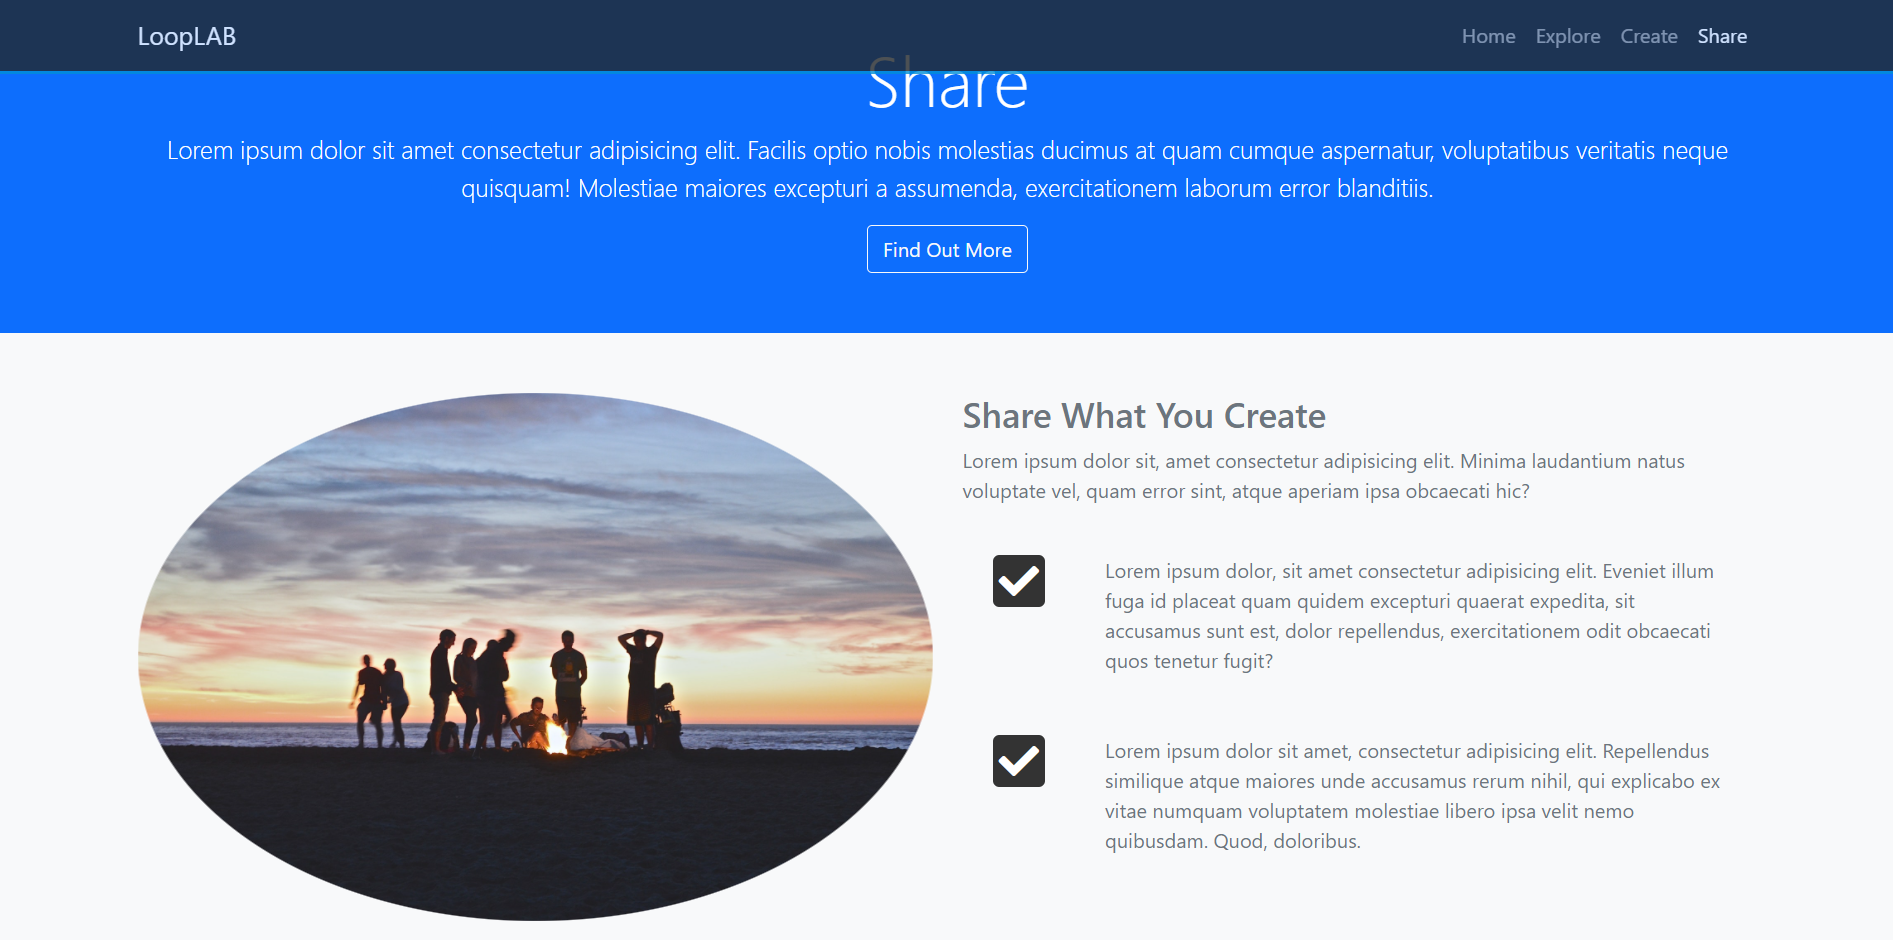 LoopLAB
Home Explore Create Share
Share
Lorem ipsum dolor sit amet consectetur adipisicing elit. Facilis optio nobis molestias ducimus at quam cumque aspernatur, voluptatibus veritatis neque
quisquam! Molestiae maiores excepturi a assumenda, exercitationem laborum error blanditiis.
Find Out More
Share What You Create
Lorem ipsum dolor sit, amet consectetur adipisicing elit. Minima laudantium natus
voluptate vel, quam error sint, atque aperiam ipsa obcaecati hic?
Lorem ipsum dolor, sit amet consectetur adipisicing elit. Eveniet illum
fuga id placeat quam quidem excepturi quaerat expedita, sit
accusamus sunt est, dolor repellendus, exercitationem odit obcaecati
quos tenetur fugit?
Lorem ipsum dolor sit amet, consectetur adipisicing elit. Repellendus
similique atque maiores unde accusamus rerum nihil, qui explicabo ex
vitae numquam voluptatem molestiae libero ipsa velit nemo
quibusdam. Quod, doloribus.